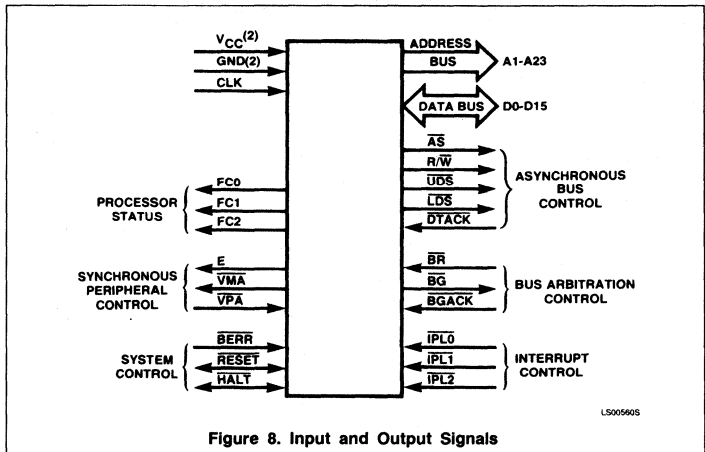 VCC(2)
GND(2)
CLK
ADDRESS
BUS
A1-A23
DATA BUS
D0-D15
PROCESSOR
STATUS
FC0
FC1
FC2
AS
R/W
UDS
LDS
DTACK
ASYNCHRONOUS
BUS
CONTROL
SYNCHRONOUS
PERIPHERAL
CONTROL
E
VMA
VPA
BR
BG
BGACK
BUS ARBITRATION
CONTROL
SYSTEM
CONTROL
BERR
RESET
HALT
IPL0
IPL1
IPL2
INTERRUPT
CONTROL
LS00560S
Figure 8. Input and Output Signals